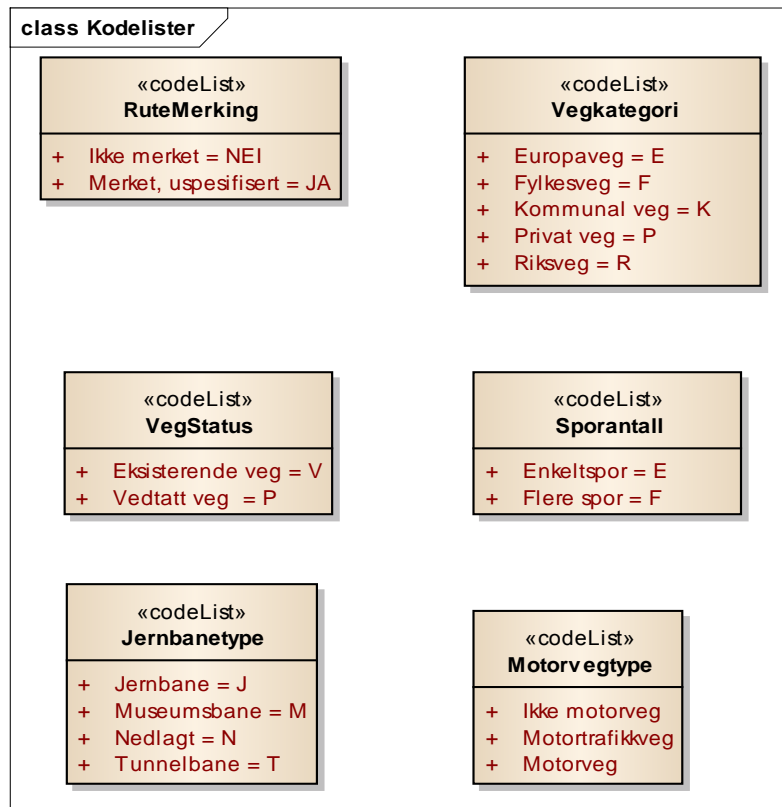 class Kodelister
«codeList»
RuteMerking
+ Ikke merket = NEI
+ Merket, uspesifisert = JA
«codeList»
Vegkategori
+ Europaveg = E
+ Fylkesveg = F
+ Kommunal veg = K
+ Privat veg = P
+ Riksveg = R
«codeList»
VegStatus
+ Eksisterende veg = V
+ Vedtatt veg = P
«codeList»
Sporantall
+ Enkeltspor = E
+ Flere spor = F
«codeList»
Jernbanetype
+ Jernbane = J
+ Museumsbane = M
+ Nedlagt = N
+ Tunnelbane = T
«codeList»
Motorvegtype
+ Ikke motorveg
+ Motortrafikkveg
+ Motorveg